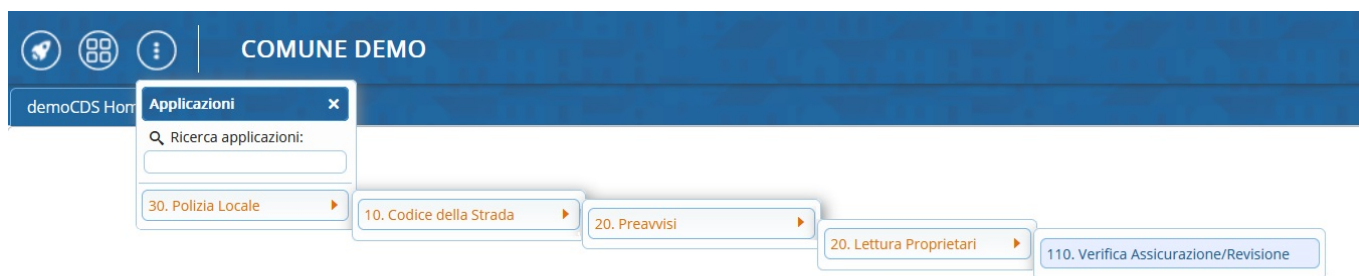 COMUNE DEMO
demoCDS Hom
Applicazioni
Ricerca applicazioni:
30. Polizia Locale
10. Codice della Strada
20. Preavvisi
20. Lettura Proprietari
110. Verifica Assicurazione/Revisione